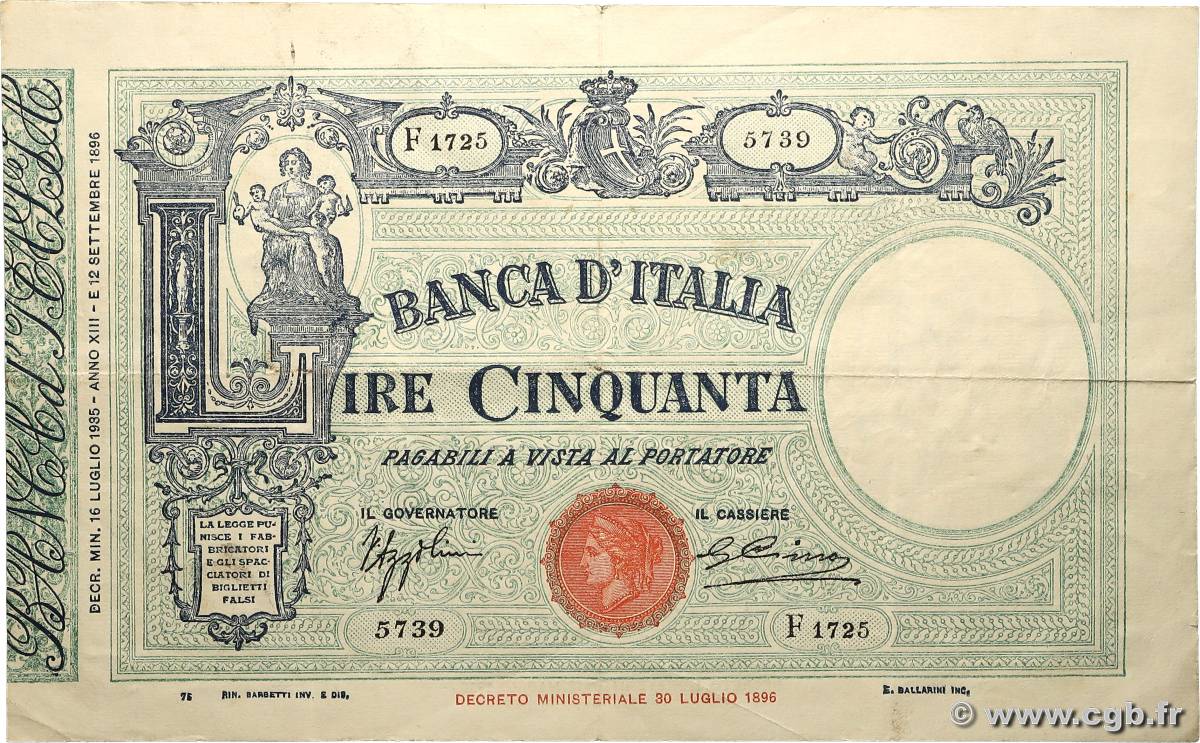 F 1725
5739
BANCA D'ITALIA
LIRE CINQUANTA
PAGABILI A VISTA AL PORTATORE
IL GOVERNATORE
IL CASSIERE
LA LEGGE PU-
NISCE I FAB-
BRICATORI
E GLI SPAC-
CIATORI DI
BIGLIETTI
FALSI
5739
F 1725
DECR. MIN. 16 LUGLIO 1935 - ANNO XIII - E 12 SETTEMBRE 1896
75 RIN. BARBETTI INV. E DIS.
DECRETO MINISTERIALE 30 LUGLIO 1896
E. BALLARINI INC.
© www.cgb.fr